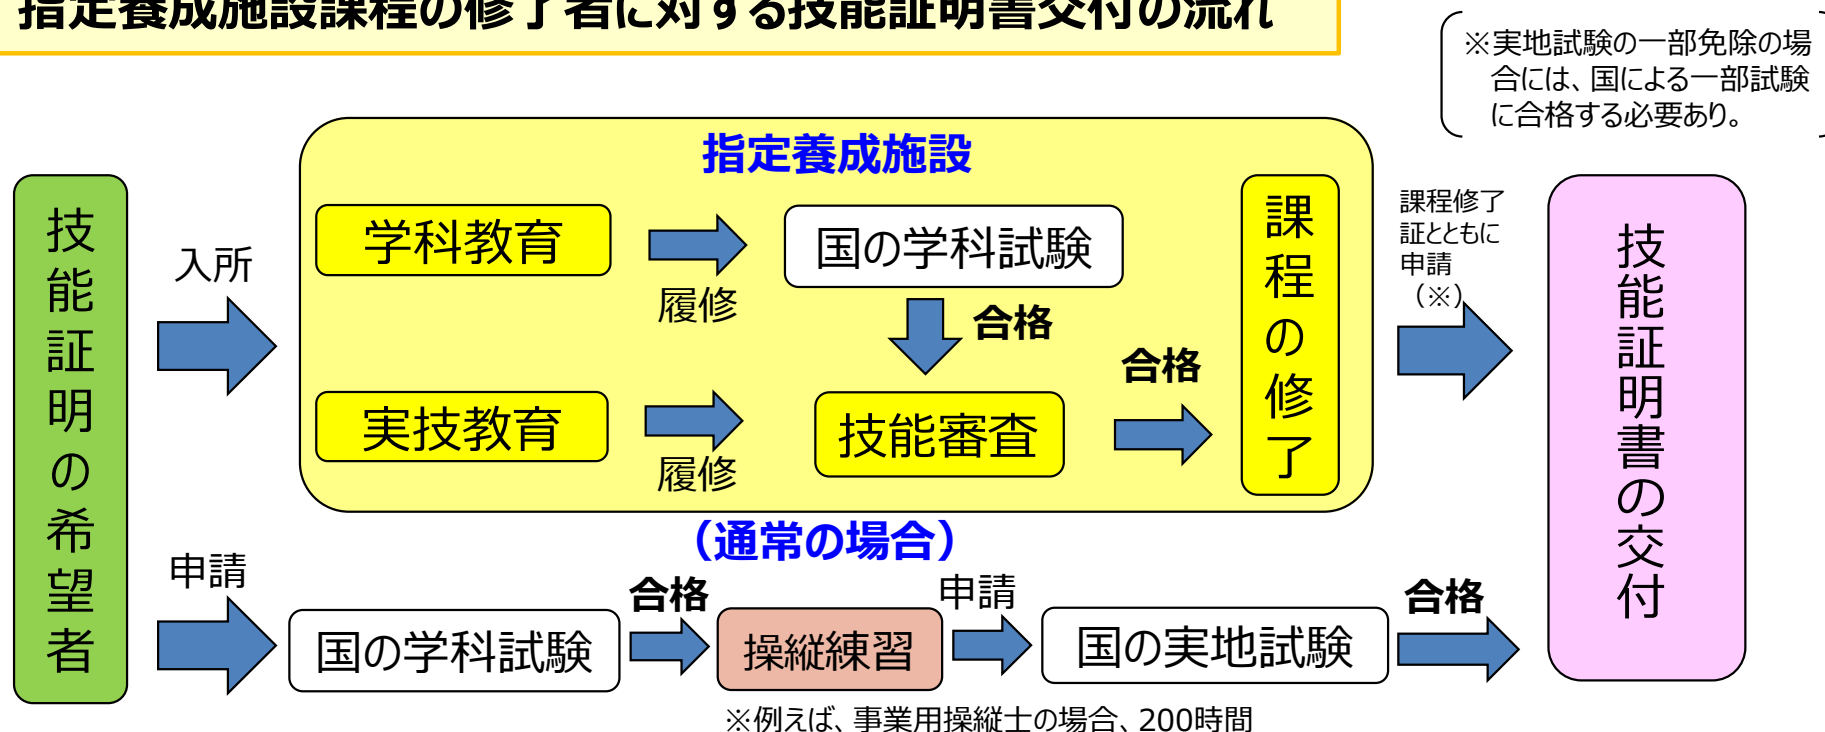 指定養成施設課程の修了者に対する技能証明書交付の流れ
※実地試験の一部免除の場
合には、国による一部試験
に合格する必要あり。
技能証明の希望者
入所
指定養成施設
学科教育
履修
国の学科試験
合格
実技教育
履修
技能審査
合格
課程の修了
課程修了
証とともに
申請
（※）
技能証明書の交付
（通常の場合）
申請
国の学科試験
合格
操縦練習
申請
国の実地試験
合格
※例えば、事業用操縦士の場合、200時間